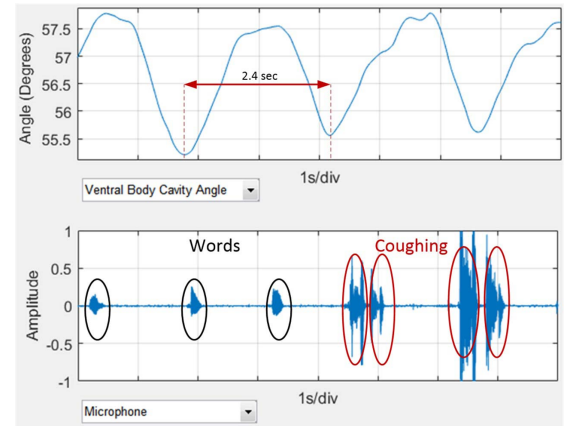 Angle (Degrees)
57.5
57
56.5
56
55.5
2.4 sec
1s/div
Ventral Body Cavity Angle
Amplitude
1
0.5
0
-0.5
-1
Words
Coughing
1s/div
Microphone